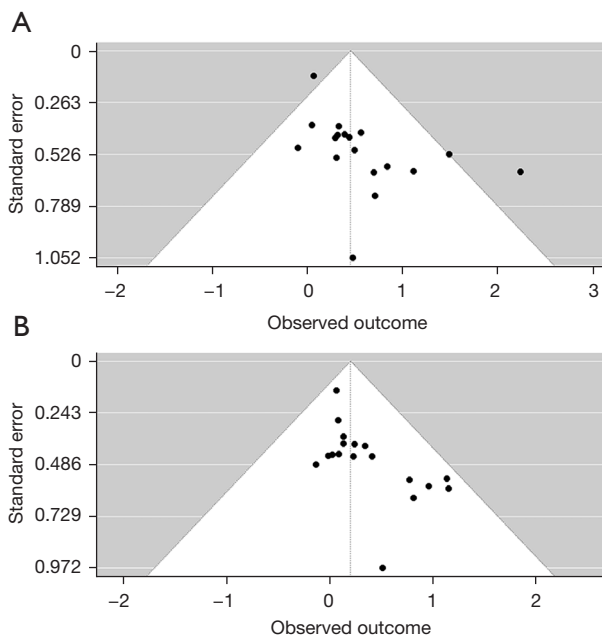 A
0
0.263
0.526
0.789
1.052
Standard error
−2 −1 0 1 2 3
Observed outcome
B
0
0.243
0.486
0.729
0.972
Standard error
−2 −1 0 1 2
Observed outcome